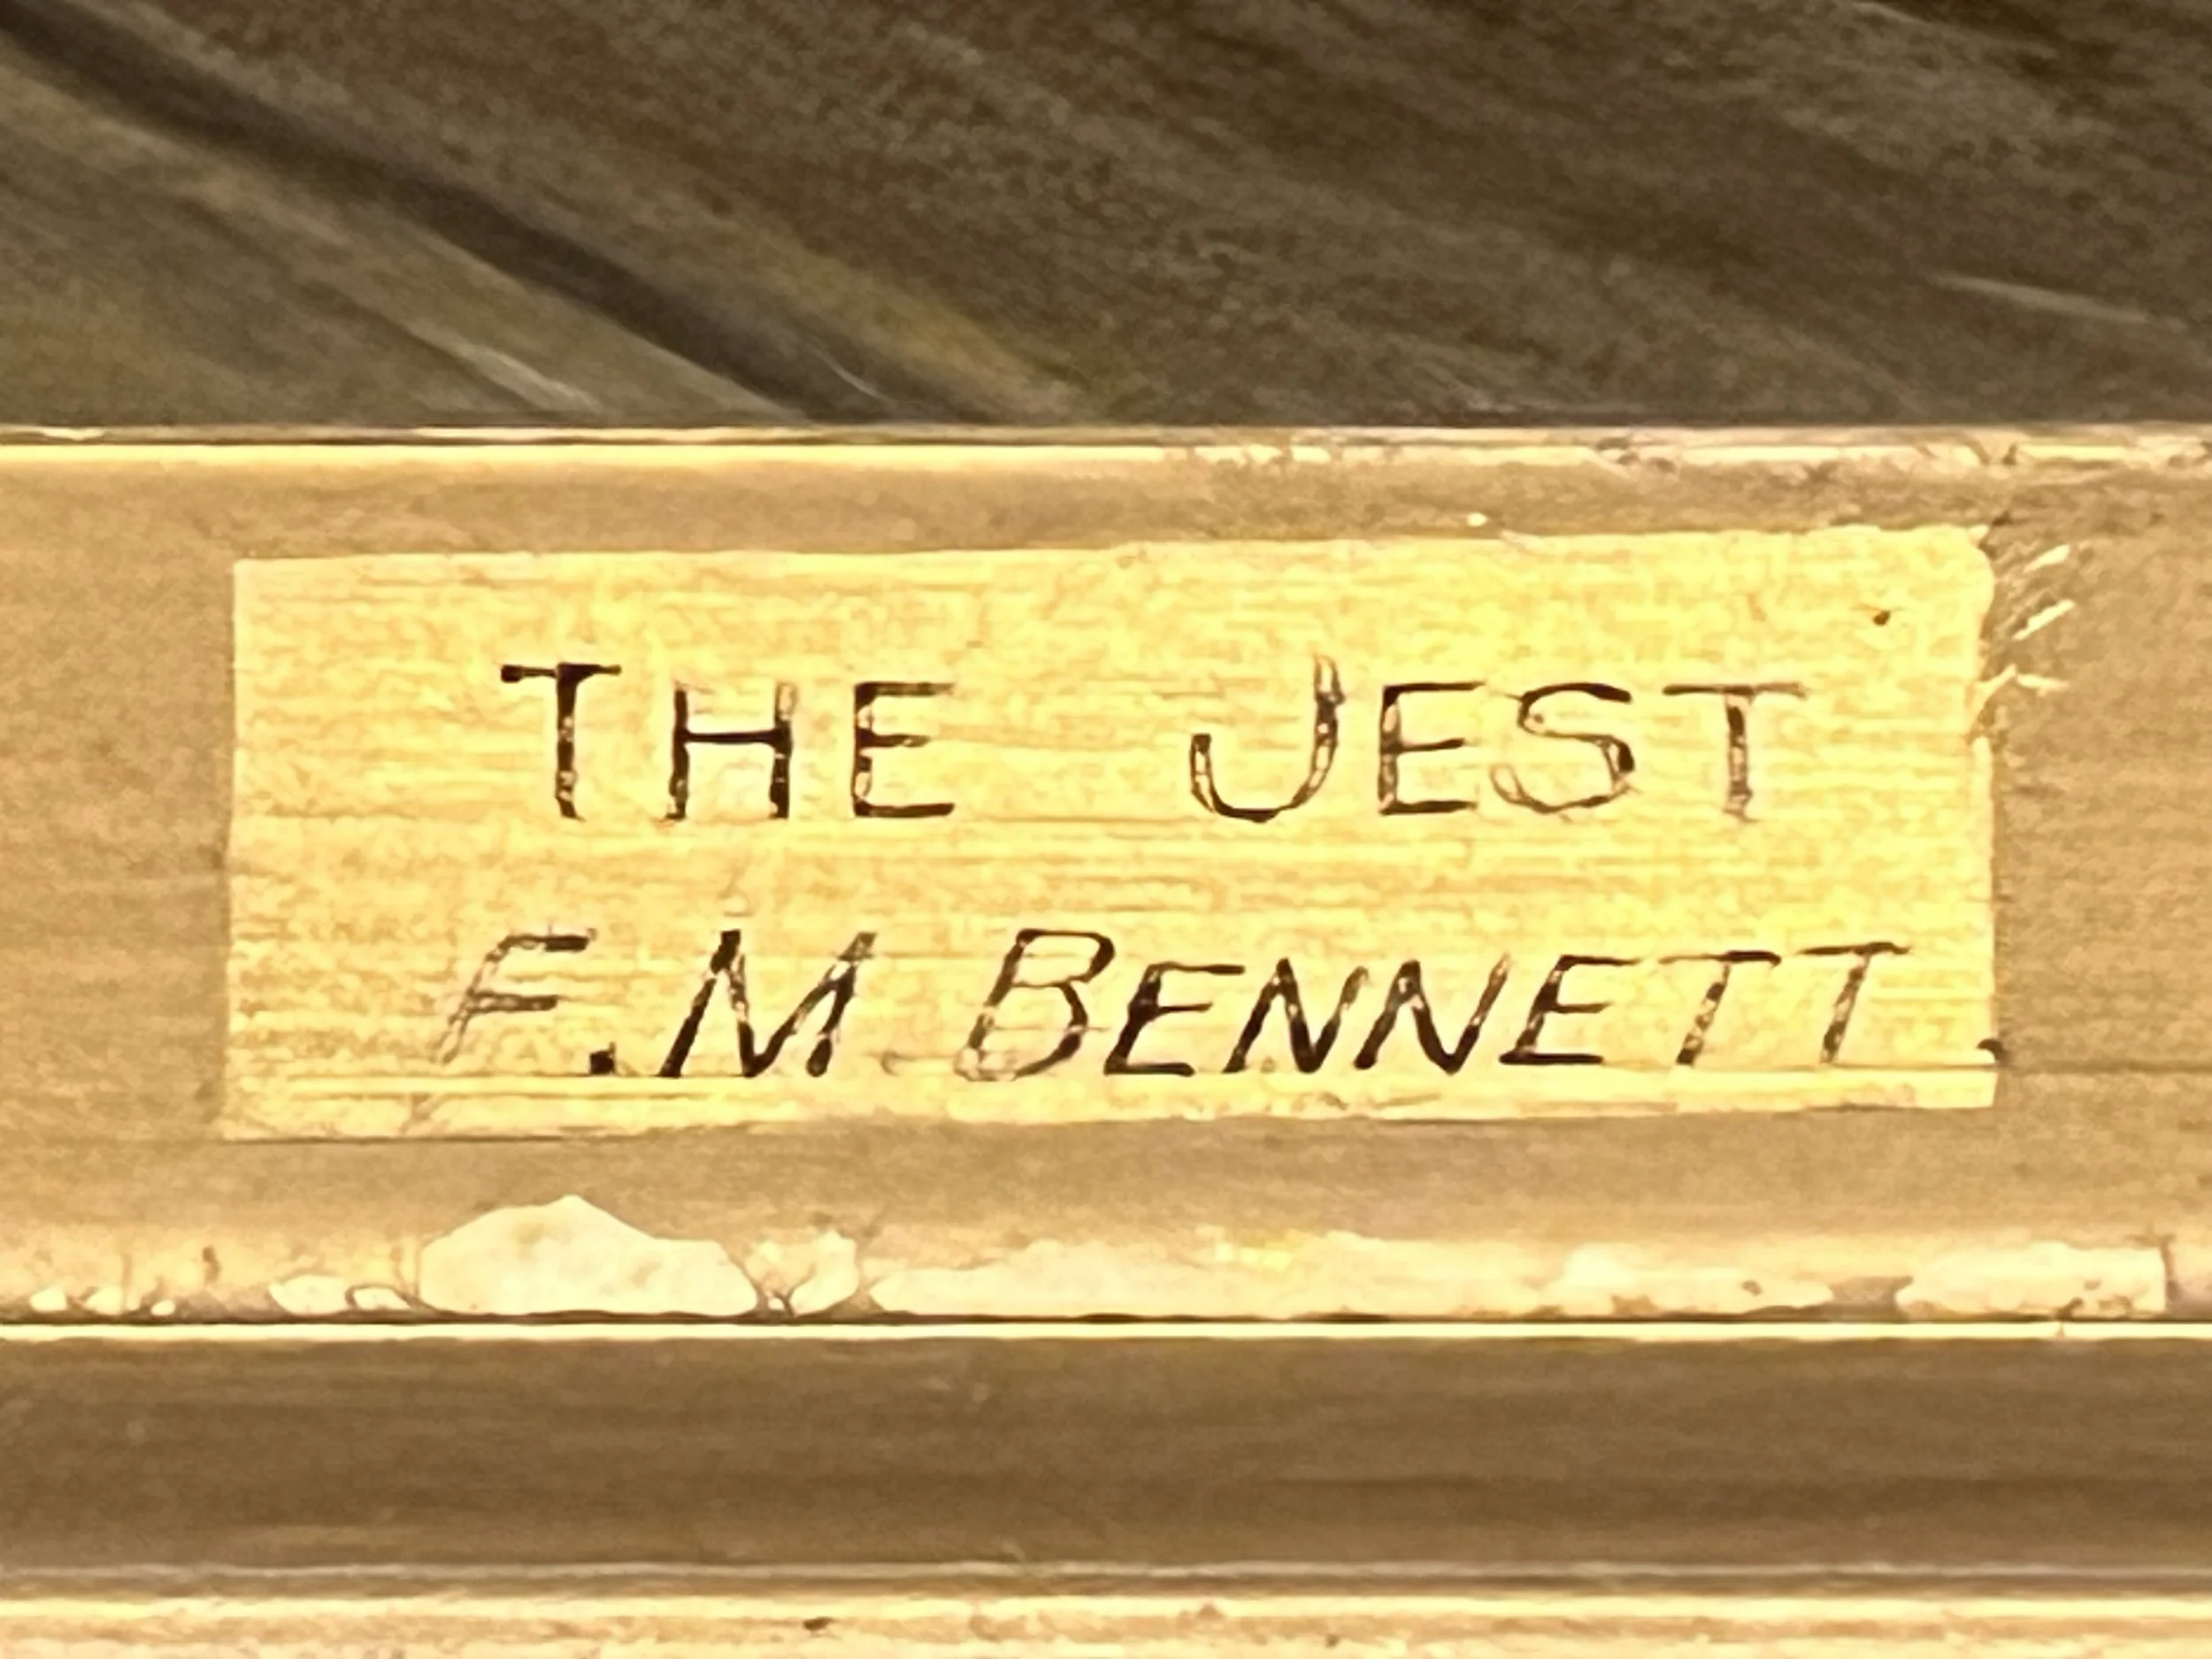 THE JEST
F.M BENNETT.